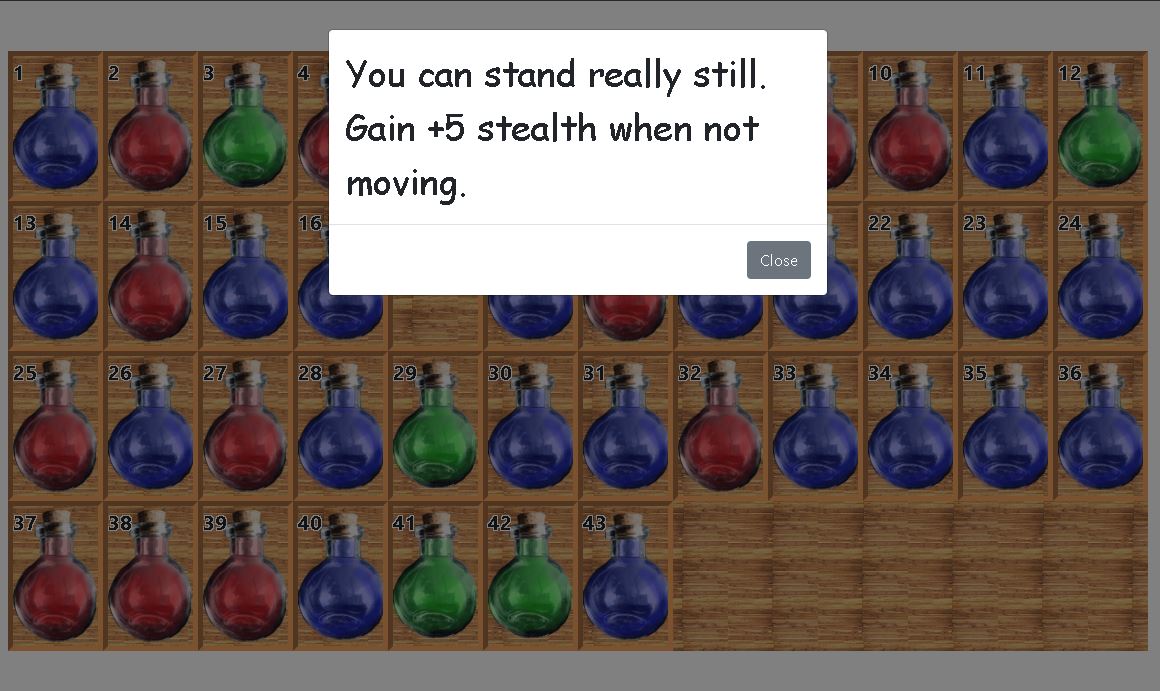 You can stand really still.
Gain +5 stealth when not
moving.
Close
1 2 3 4 10 11 12
13 14 15 16 22 23 24
25 26 27 28 29 30 31 32 33 34 35 36
37 38 39 40 41 42 43